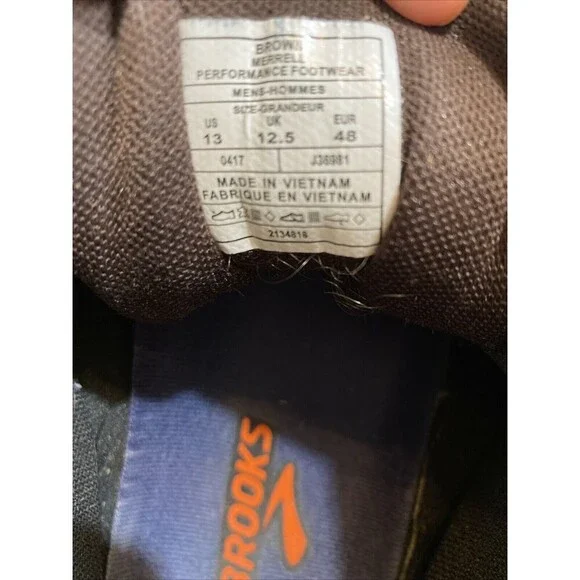 BROWN
MERRELL
PERFORMANCE FOOTWEAR
MENS-HOMMES
SIZE-GRANDEUR
US UK EUR
13 12.5 48
0417 J36981
MADE IN VIETNAM
FABRIQUE EN VIETNAM
2134818
BROOKS